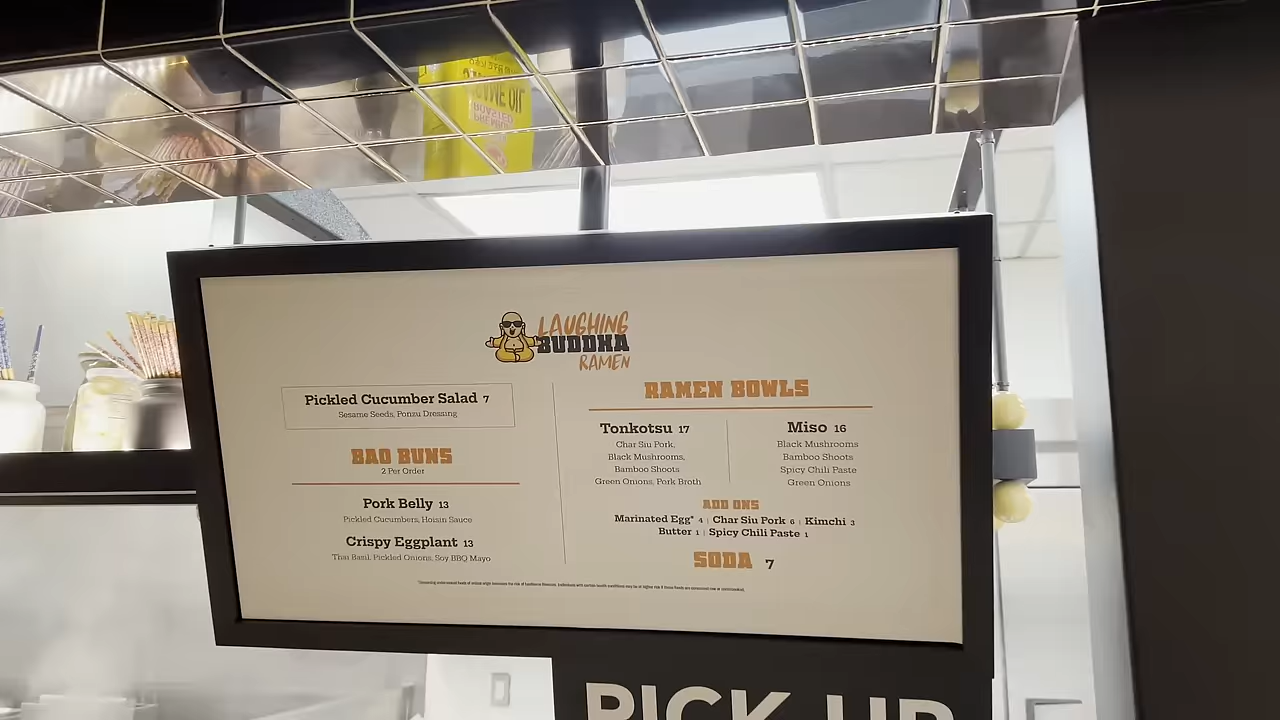 OLIVE OIL
ROASTED
PREMIUM
LAUGHING
BUDDHA
RAMEN
Pickled Cucumber Salad 7
Sesame Seeds, Ponzu Dressing
BAO BUNS
2 Per Order
Pork Belly 13
Pickled Cucumbers, Hoisin Sauce
Crispy Eggplant 13
Thai Basil, Pickled Onions, Soy BBQ Mayo
RAMEN BOWLS
Tonkotsu 17
Char Siu Pork,
Black Mushrooms,
Bamboo Shoots
Green Onions, Pork Broth
Miso 16
Black Mushrooms
Bamboo Shoots
Spicy Chili Paste
Green Onions
ADD ONS
Marinated Egg* 4 | Char Siu Pork 6 | Kimchi 3
Butter 1 | Spicy Chili Paste 1
SODA 7
PICK UP